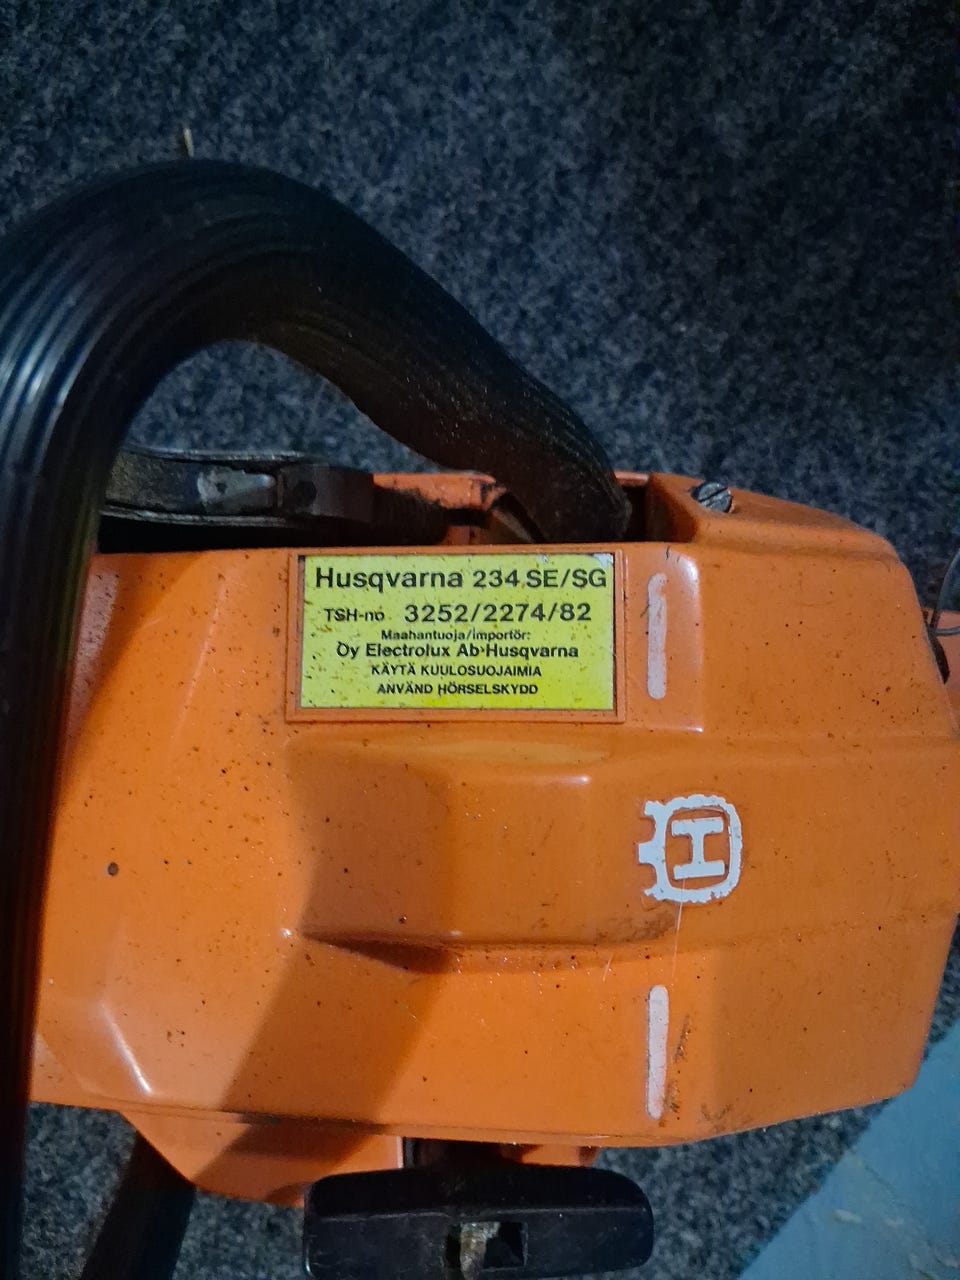 Husqvarna 234 SE/SG
TSH-no 3252/2274/82
Maahantuoja/importör:
Oy Electrolux Ab·Husqvarna
KÄYTÄ KUULOSUOJAIMIA
ANVÄND HÖRSELSKYDD
H